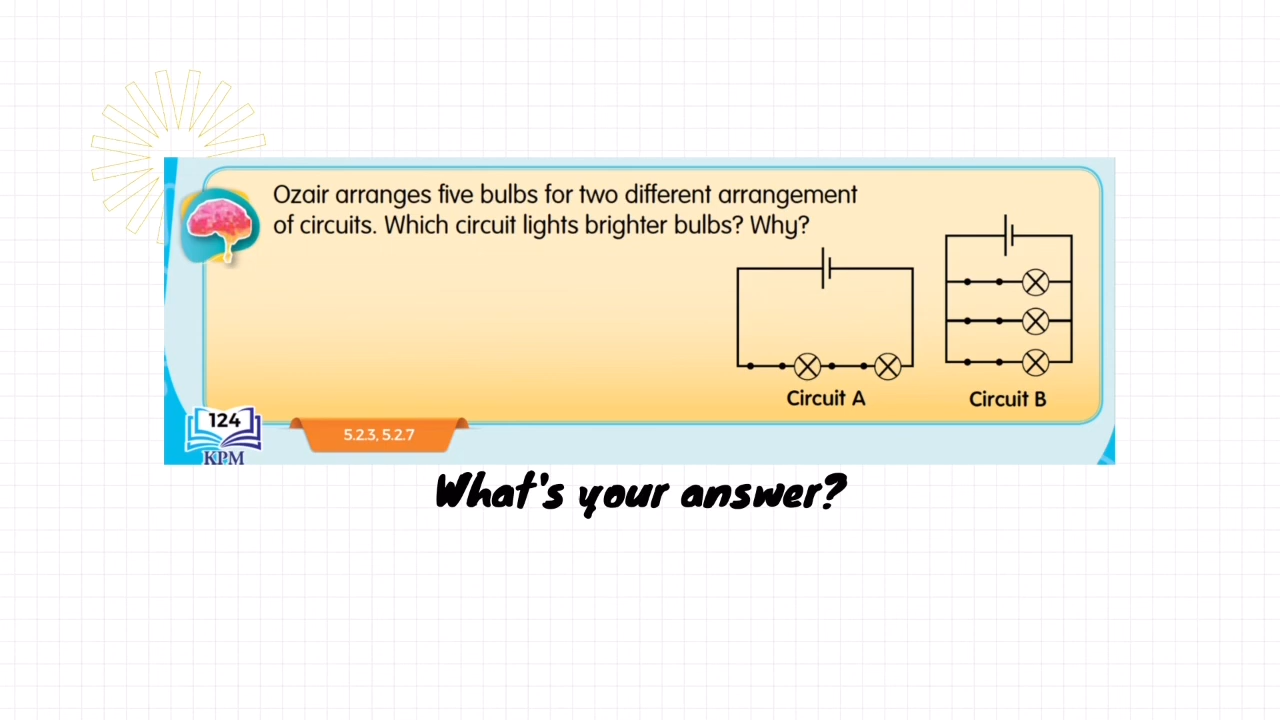 Ozair arranges five bulbs for two different arrangement
of circuits. Which circuit lights brighter bulbs? Why?
Circuit A
Circuit B
124
KPM
5.2.3, 5.2.7
What's your answer?